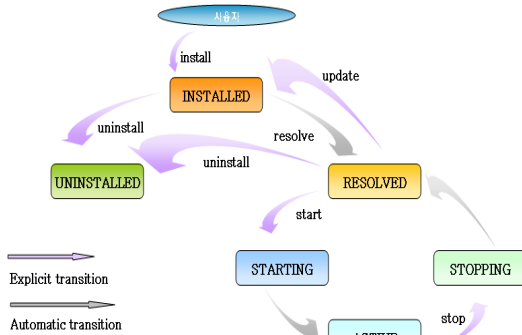 사용자
install
update
INSTALLED
uninstall
resolve
uninstall
UNINSTALLED
RESOLVED
start
STARTING
STOPPING
Explicit transition
Automatic transition
stop
ACTIVE